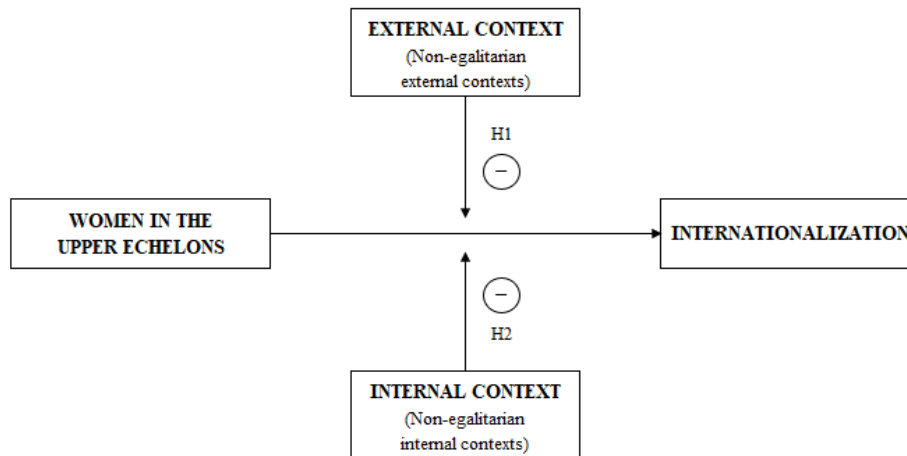 EXTERNAL CONTEXT
(Non-egalitarian
external contexts)
H1
−
WOMEN IN THE
UPPER ECHELONS
INTERNATIONALIZATION
−
H2
INTERNAL CONTEXT
(Non-egalitarian
internal contexts)